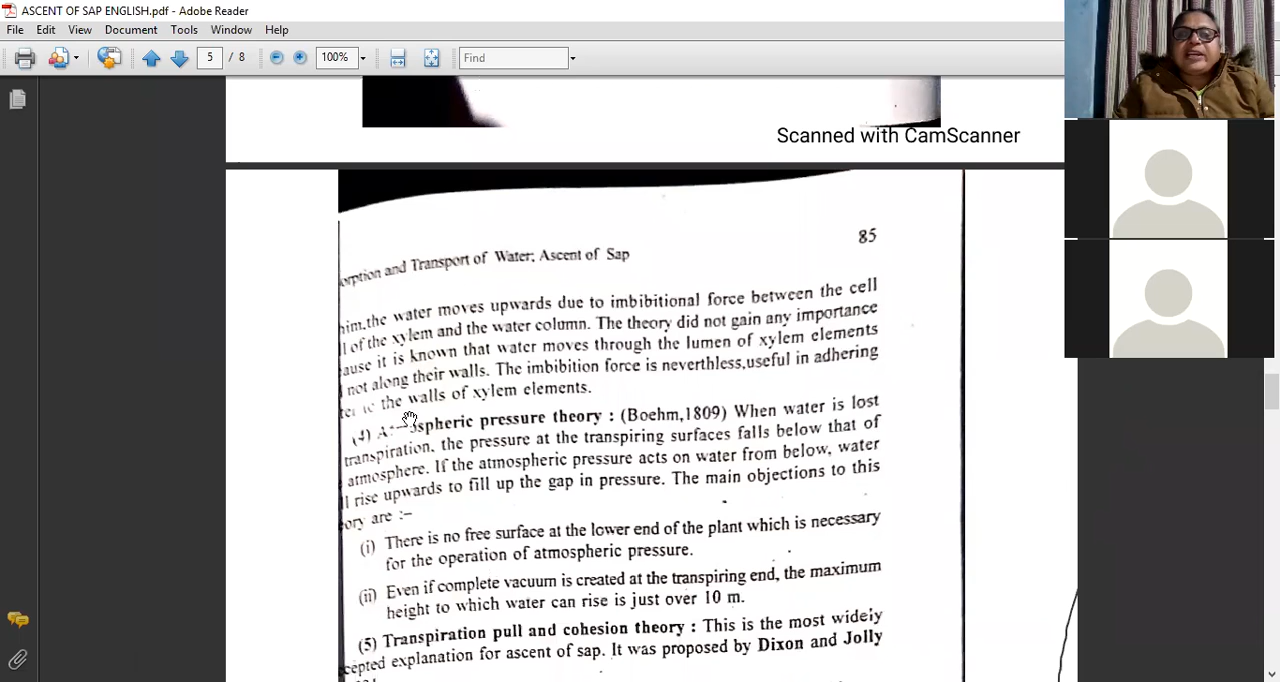 ASCENT OF SAP ENGLISH.pdf - Adobe Reader
File Edit View Document Tools Window Help
5 / 8 100% Find
Scanned with CamScanner
85
orption and Transport of Water; Ascent of Sap
him.the water moves upwards due to imbibitional force between the cell
l of the xylem and the water column. The theory did not gain any importance
ause it is known that water moves through the lumen of xylem elements
not along their walls. The imbibition force is neverthless,useful in adhering
the walls of xylem elements.
(4) spheric pressure theory : (Boehm,1809) When water is lost
transpiration, the pressure at the transpiring surfaces falls below that of
atmosphere. If the atmospheric pressure acts on water from below, water
ll rise upwards to fill up the gap in pressure. The main objections to this
ory are :-
(i) There is no free surface at the lower end of the plant which is necessary
for the operation of atmospheric pressure.
(ii) Even if complete vacuum is created at the transpiring end, the maximum
height to which water can rise is just over 10 m.
(5) Transpiration pull and cohesion theory : This is the most widely
cepted explanation for ascent of sap. It was proposed by Dixon and Jolly